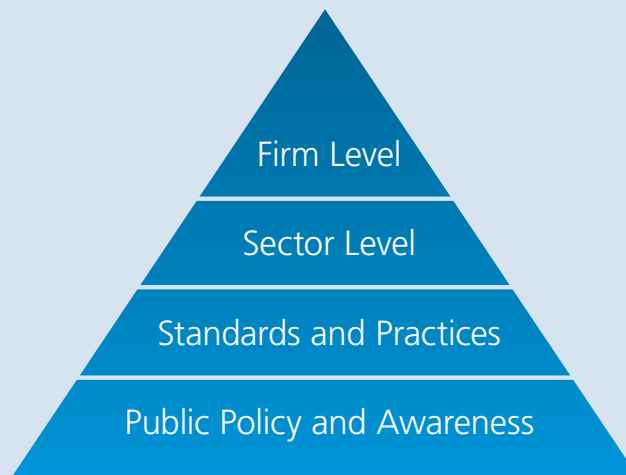 Firm Level
Sector Level
Standards and Practices
Public Policy and Awareness